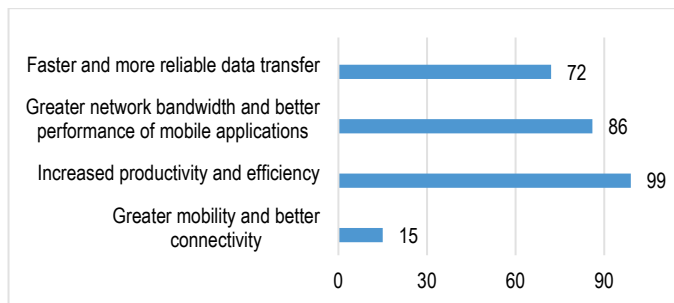 Faster and more reliable data transfer
72
Greater network bandwidth and better
performance of mobile applications
86
Increased productivity and efficiency
99
Greater mobility and better
connectivity
15
0 30 60 90